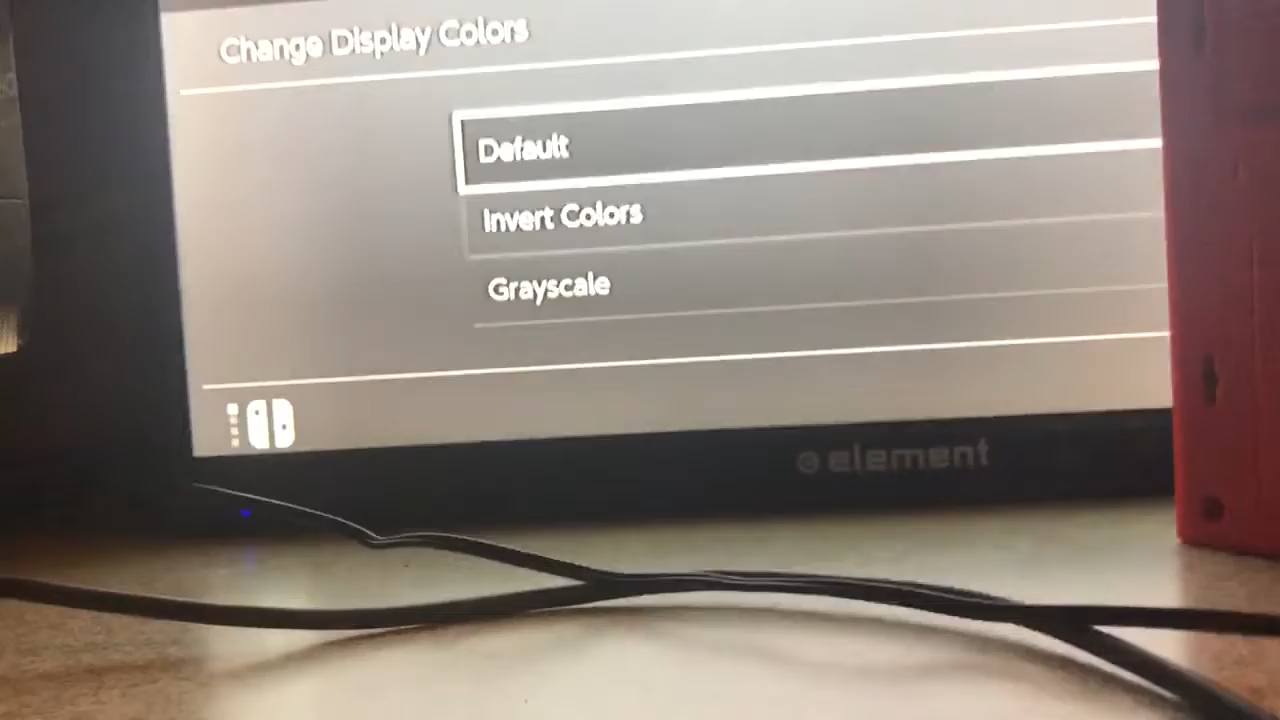 Change Display Colors
Default
Invert Colors
Grayscale
element